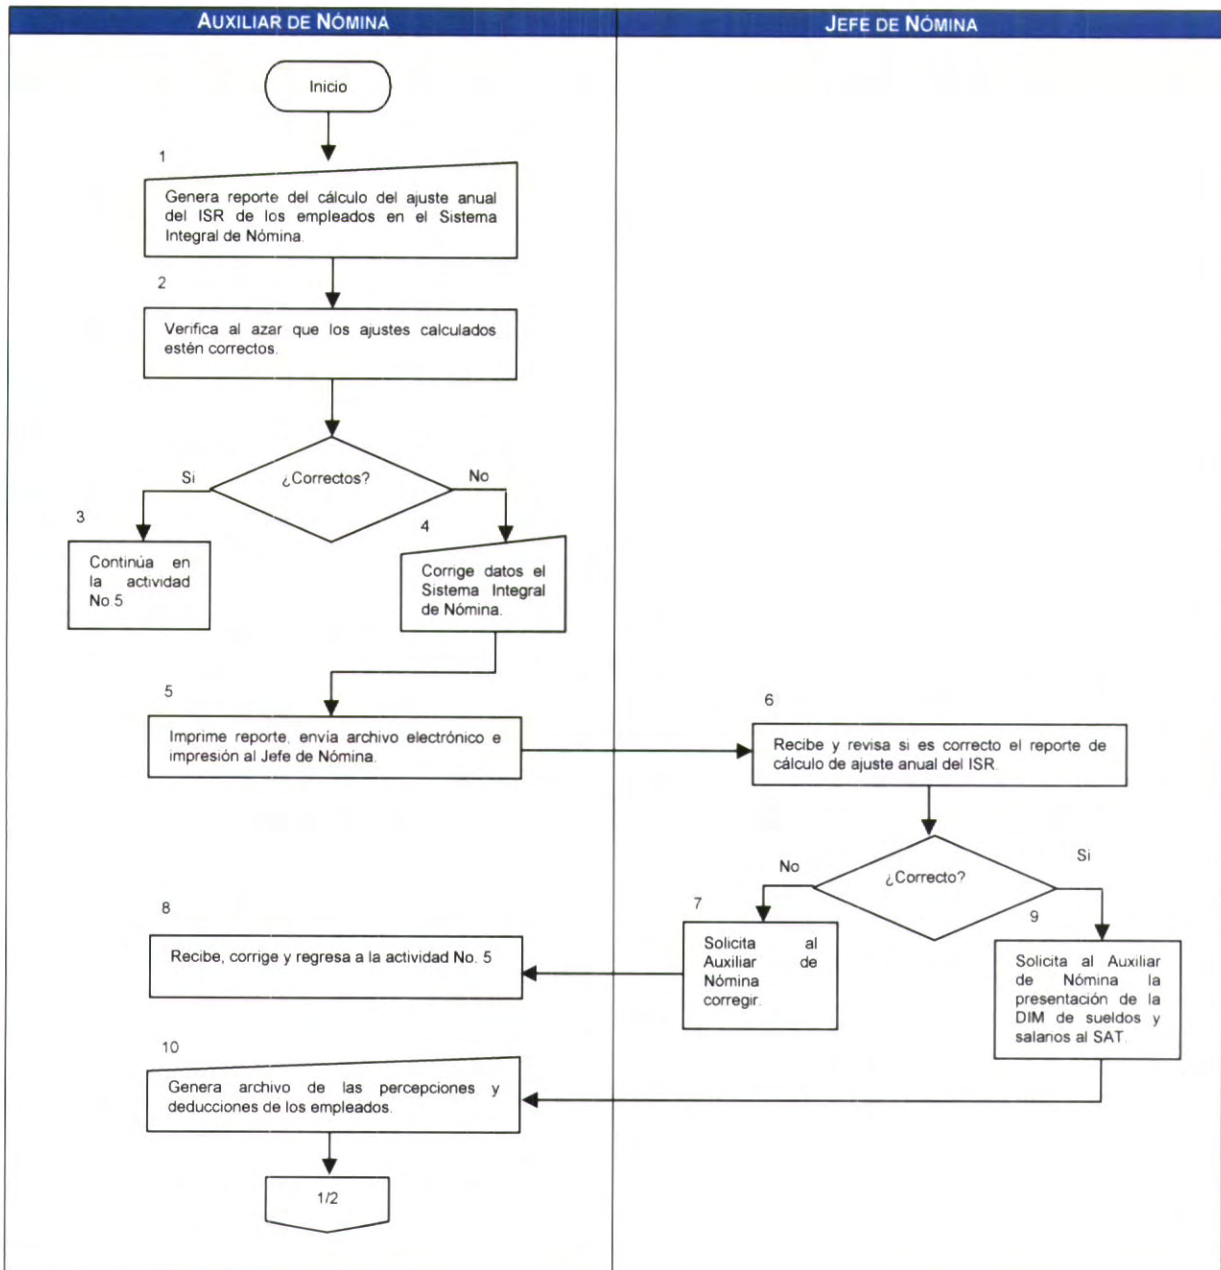 AUXILIAR DE NÓMINA
JEFE DE NÓMINA
Inicio
1
Genera reporte del cálculo del ajuste anual
del ISR de los empleados en el Sistema
Integral de Nómina.
2
Verifica al azar que los ajustes calculados
estén correctos.
¿Correctos?
Si
No
3
Continúa en
la actividad
No 5
4
Corrige datos el
Sistema Integral
de Nómina.
5
Imprime reporte, envía archivo electrónico e
impresión al Jefe de Nómina.
6
Recibe y revisa si es correcto el reporte de
cálculo de ajuste anual del ISR.
¿Correcto?
No
Si
7
Solicita al
Auxiliar de
Nómina
corregir.
8
Recibe, corrige y regresa a la actividad No. 5
9
Solicita al Auxiliar
de Nómina la
presentación de la
DIM de sueldos y
salarios al SAT.
10
Genera archivo de las percepciones y
deducciones de los empleados.
1/2